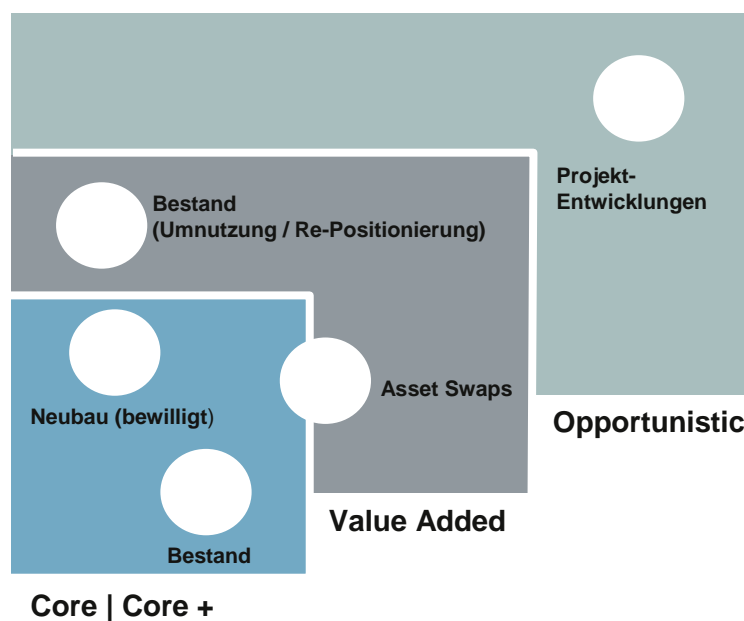 Projekt-
Entwicklungen
Bestand
(Umnutzung / Re-Positionierung)
Asset Swaps
Neubau (bewilligt)
Opportunistic
Value Added
Bestand
Core | Core +